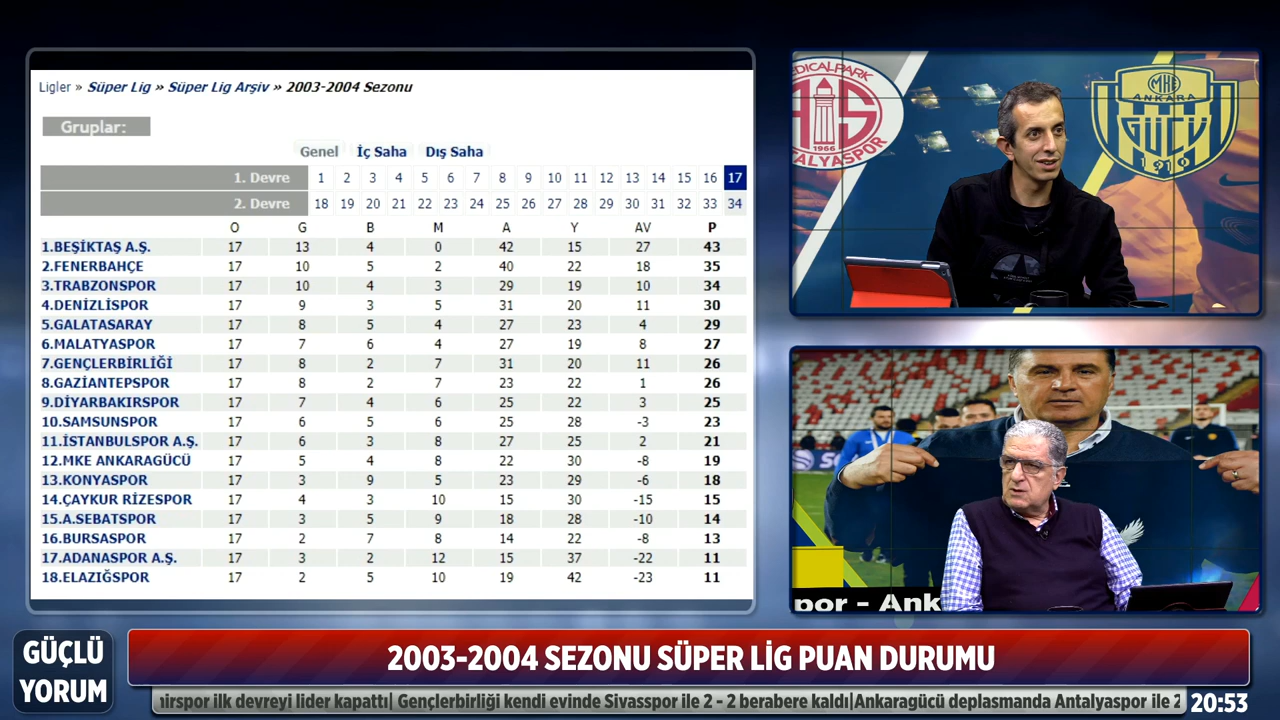 Ligler » Süper Lig » Süper Lig Arşiv » 2003-2004 Sezonu
Gruplar:
Genel İç Saha Dış Saha
1. Devre 1 2 3 4 5 6 7 8 9 10 11 12 13 14 15 16 17
2. Devre 18 19 20 21 22 23 24 25 26 27 28 29 30 31 32 33 34
O G B M A Y AV P
1.BEŞİKTAŞ A.Ş. 17 13 4 0 42 15 27 43
2.FENERBAHÇE 17 10 5 2 40 22 18 35
3.TRABZONSPOR 17 10 4 3 29 19 10 34
4.DENİZLİSPOR 17 9 3 5 31 20 11 30
5.GALATASARAY 17 8 5 4 27 23 4 29
6.MALATYASPOR 17 7 6 4 27 19 8 27
7.GENÇLERBİRLİĞİ 17 8 2 7 31 20 11 26
8.GAZİANTEPSPOR 17 8 2 7 23 22 1 26
9.DİYARBAKIRSPOR 17 7 4 6 25 22 3 25
10.SAMSUNSPOR 17 6 5 6 25 28 -3 23
11.İSTANBULSPOR A.Ş. 17 6 3 8 27 25 2 21
12.MKE ANKARAGÜCÜ 17 5 4 8 22 30 -8 19
13.KONYASPOR 17 3 9 5 23 29 -6 18
14.ÇAYKUR RİZESPOR 17 4 3 10 15 30 -15 15
15.A.SEBATSPOR 17 3 5 9 18 28 -10 14
16.BURSASPOR 17 2 7 8 14 22 -8 13
17.ADANASPOR A.Ş. 17 3 2 12 15 37 -22 11
18.ELAZIĞSPOR 17 2 5 10 19 42 -23 11
MEDICALPARK
AS
1966
ANTALYASPOR
MKE
ANKARA
GÜCÜ
1910
por - Ank
GÜÇLÜ
YORUM
2003-2004 SEZONU SÜPER LİG PUAN DURUMU
nirspor ilk devreyi lider kapattı| Gençlerbirliği kendi evinde Sivasspor ile 2 - 2 berabere kaldı|Ankaragücü deplasmanda Antalyaspor ile 2
20:53